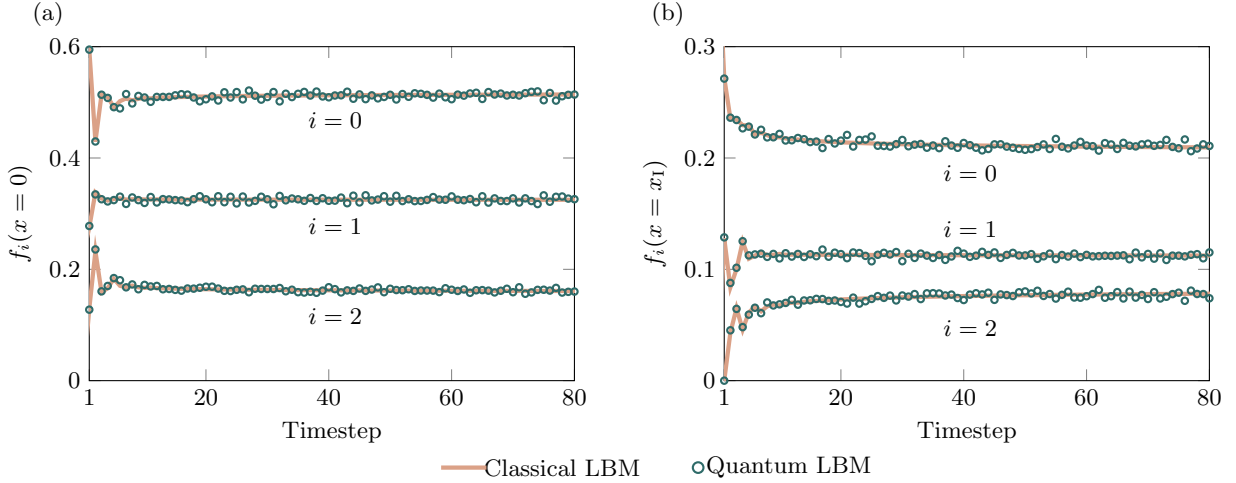 (a)
0.6
0.4
0.2
0
f_i(x = 0)
i = 0
i = 1
i = 2
1 20 40 60 80
Timestep
(b)
0.3
0.2
0.1
0
f_i(x = x_I)
i = 0
i = 1
i = 2
1 20 40 60 80
Timestep
Classical LBM Quantum LBM